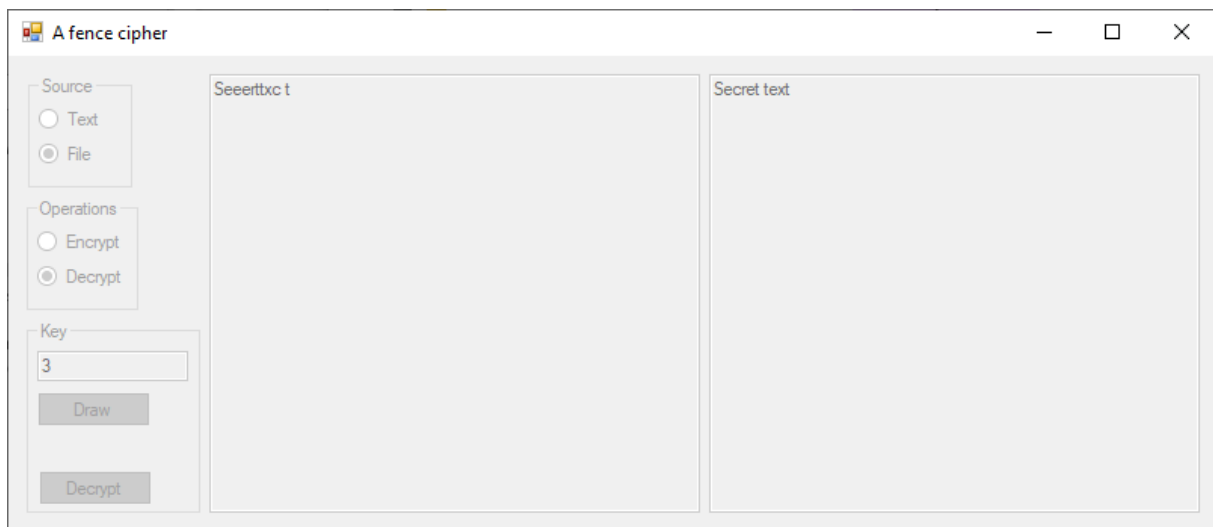 A fence cipher
Source
Text
File
Operations
Encrypt
Decrypt
Key
3
Draw
Decrypt
Seeerttxc t
Secret text